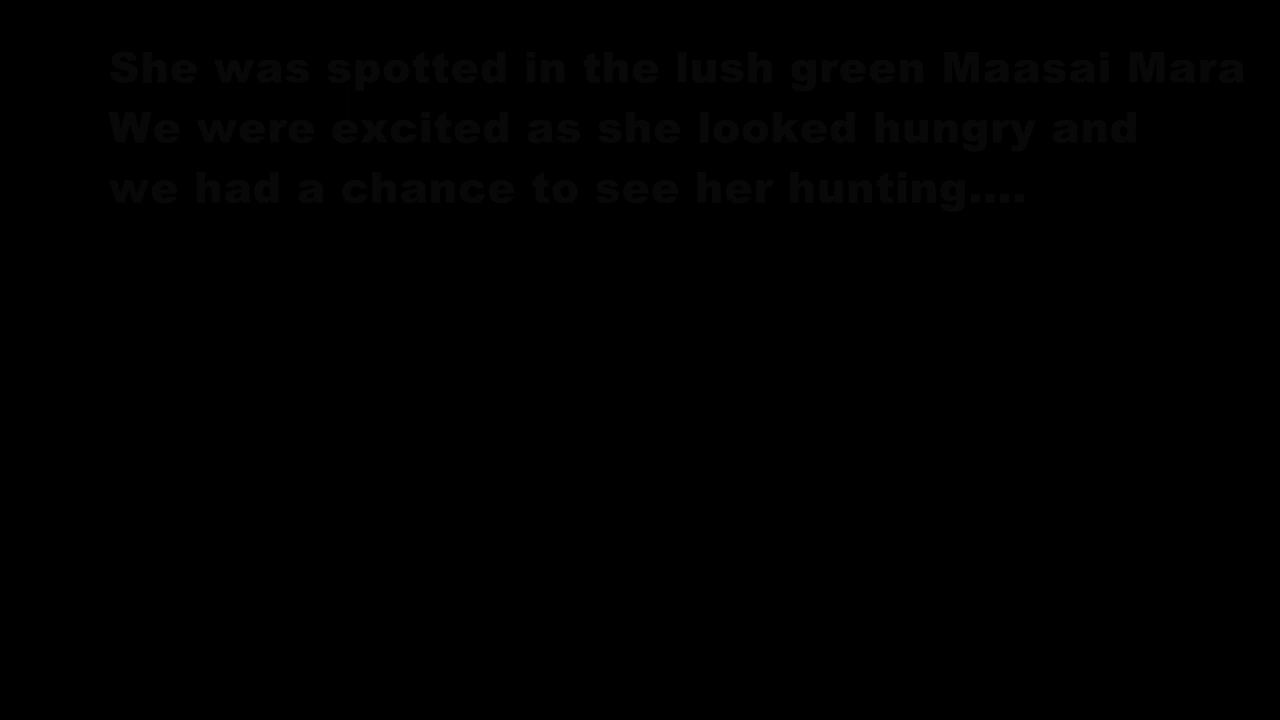 She was spotted in the lush green Maasai Mara
We were excited as she looked hungry and
we had a chance to see her hunting....